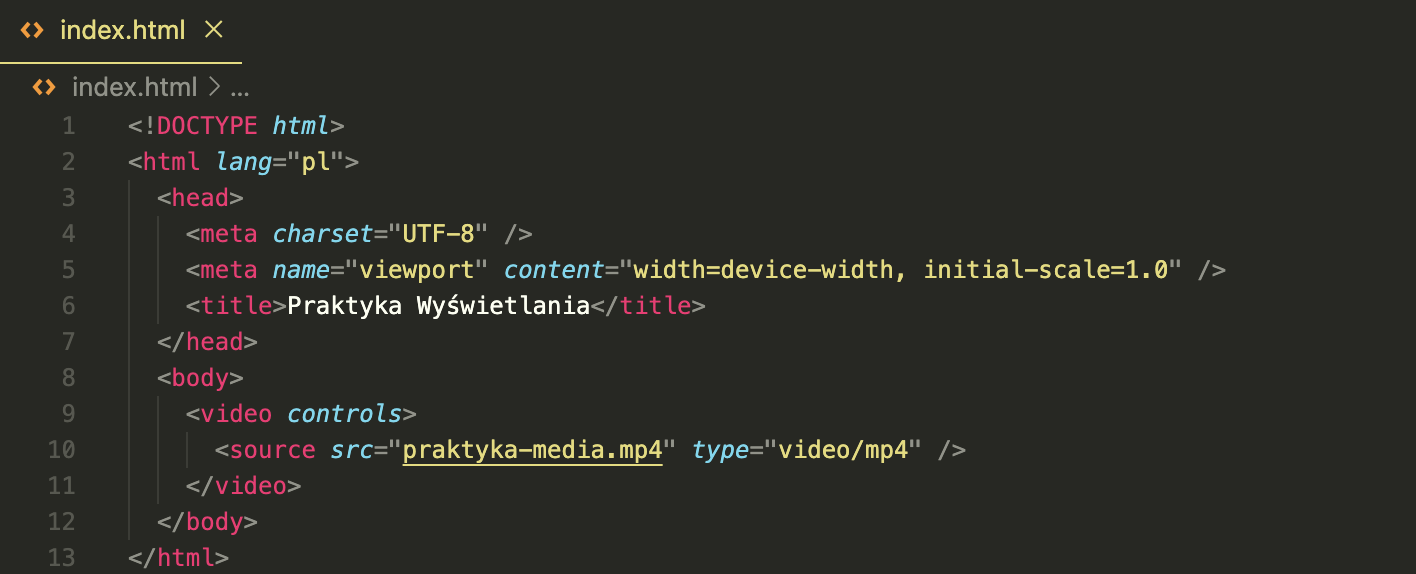 index.html
index.html > ...
1 <!DOCTYPE html>
2 <html lang="pl">
3   <head>
4     <meta charset="UTF-8" />
5     <meta name="viewport" content="width=device-width, initial-scale=1.0" />
6     <title>Praktyka Wyświetlania</title>
7   </head>
8   <body>
9     <video controls>
10       <source src="praktyka-media.mp4" type="video/mp4" />
11     </video>
12   </body>
13 </html>